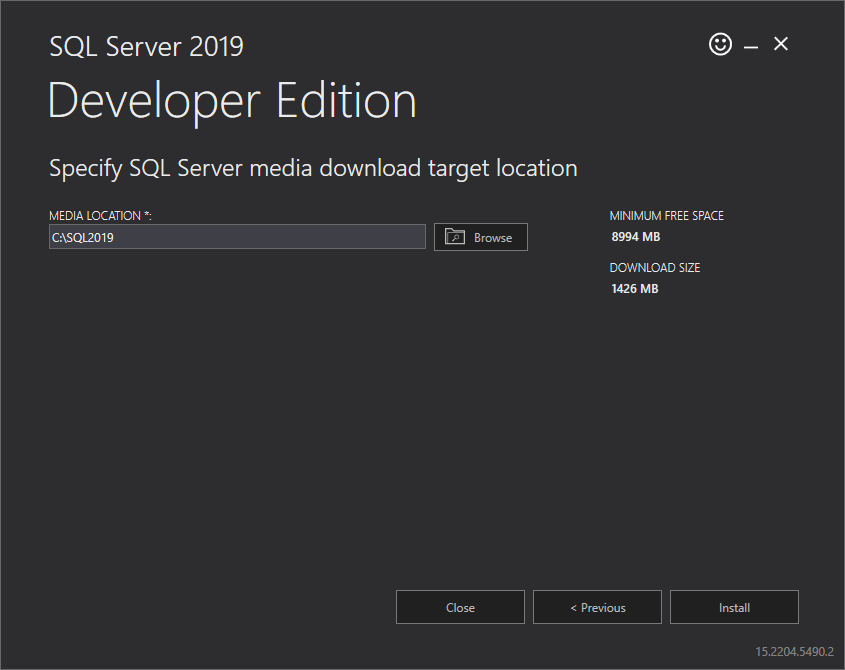 SQL Server 2019
Developer Edition
Specify SQL Server media download target location
MEDIA LOCATION *:
C:\SQL2019
Browse
MINIMUM FREE SPACE
8994 MB
DOWNLOAD SIZE
1426 MB
Close
< Previous
Install
15.2204.5490.2